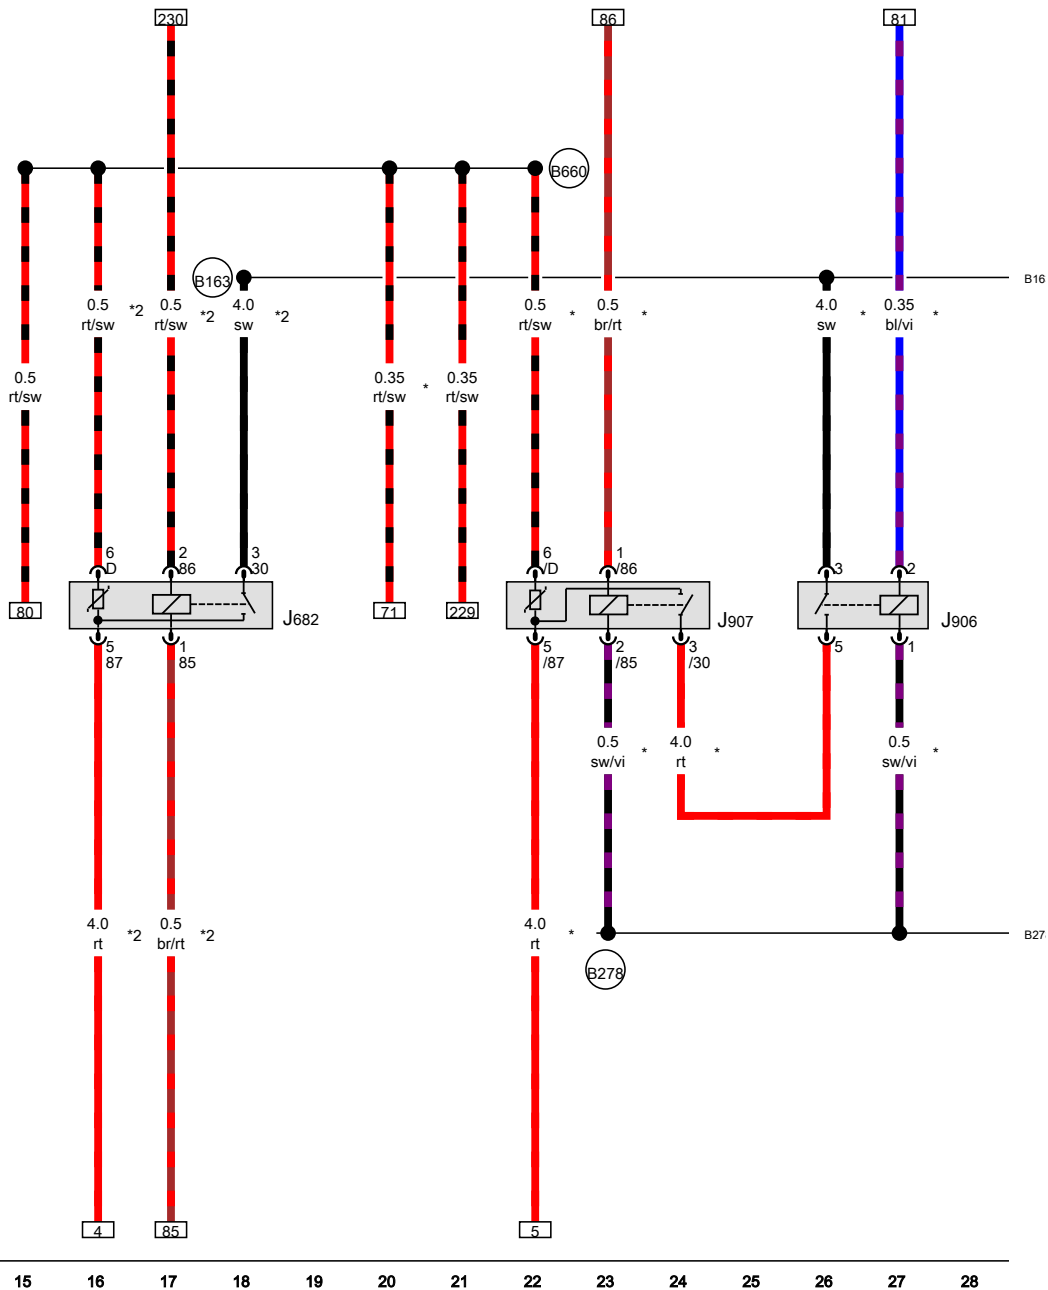 230
86
81
B660
B163
B16
0.5
rt/sw
*2
0.5
rt/sw
*2
4.0
sw
*2
0.5
rt/sw
*
0.5
br/rt
*
4.0
sw
*
0.35
bl/vi
*
0.5
rt/sw
0.35
rt/sw
*
0.35
rt/sw
6
/D
2
86
3
30
6
/D
1
/86
3
2
80
J682
71
229
J907
J906
5
87
1
85
5
/87
2
/85
3
/30
5
1
0.5
sw/vi
*
4.0
rt
*
0.5
sw/vi
*
4.0
rt
*2
0.5
br/rt
*2
4.0
rt
*
B27
B278
4
85
5
15 16 17 18 19 20 21 22 23 24 25 26 27 28